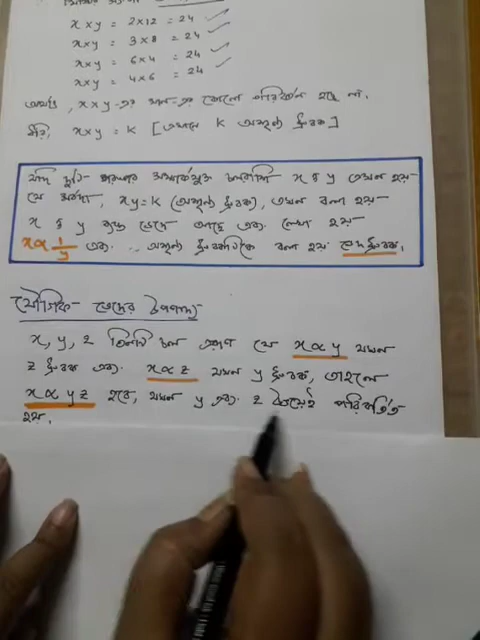 x×y = 2×12 = 24
x×y = 3×8 = 24
x×y = 6×4 = 24
x×y = 4×6 = 24
অর্থাৎ, x×y-এর মান-এর কোনো পরিবর্তন হচ্ছে না.
x×y = k [যেখানে k অশূন্য ধ্রুবক]
যদি দুটি পরস্পর সম্পর্কযুক্ত চলরাশি x ও y এমন হয়
যে সর্বদা, xy=k (অশূন্য ধ্রুবক), তখন বলা হয়
x ও y ব্যস্ত ভেদে আছে এবং লেখা হয়
x∝1/y এবং অশূন্য ধ্রুবকটিকে বলা হয় ভেদধ্রুবক.
যৌগিক ভেদের উপপাদ্য
x, y, z তিনটি চল এরূপ যে x∝y যখন
z ধ্রুবক এবং x∝z যখন y ধ্রুবক, তাহলে
x∝yz হবে, যখন y এবং z উভয়েই পরিবর্তিত
হয়.